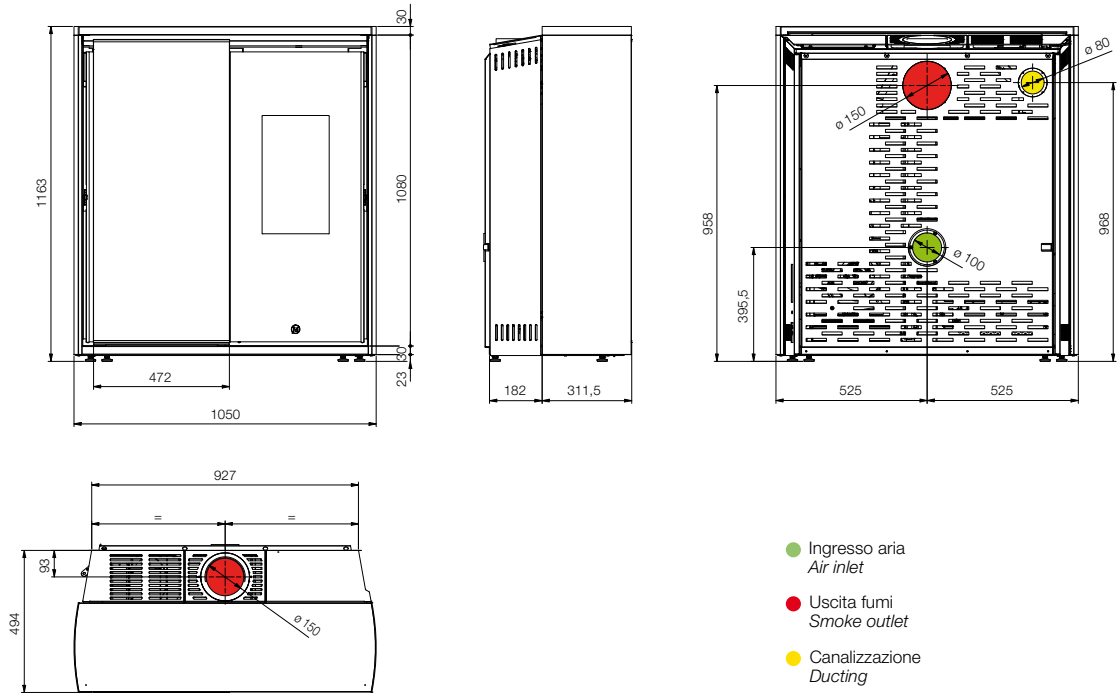 30
1163
1080
30
23
472
1050
182
311,5
ø 80
ø 150
958
968
ø 100
395,5
525
525
927
=
=
93
494
ø 150
Ingresso aria
Air inlet
Uscita fumi
Smoke outlet
Canalizzazione
Ducting